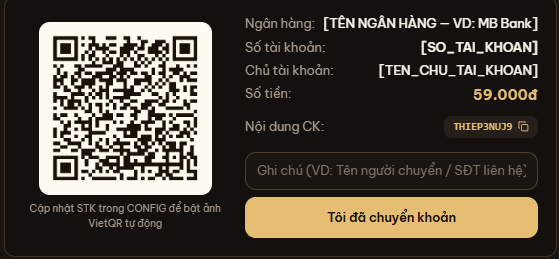 Ngân hàng: [TÊN NGÂN HÀNG — VD: MB Bank]
Số tài khoản: [SO_TAI_KHOAN]
Chủ tài khoản: [TEN_CHU_TAI_KHOAN]
Số tiền: 59.000đ
Nội dung CK: THIEP3NUJ9
Ghi chú (VD: Tên người chuyển / SĐT liên hệ)
Tôi đã chuyển khoản
Cập nhật STK trong CONFIG để bật ảnh
VietQR tự động